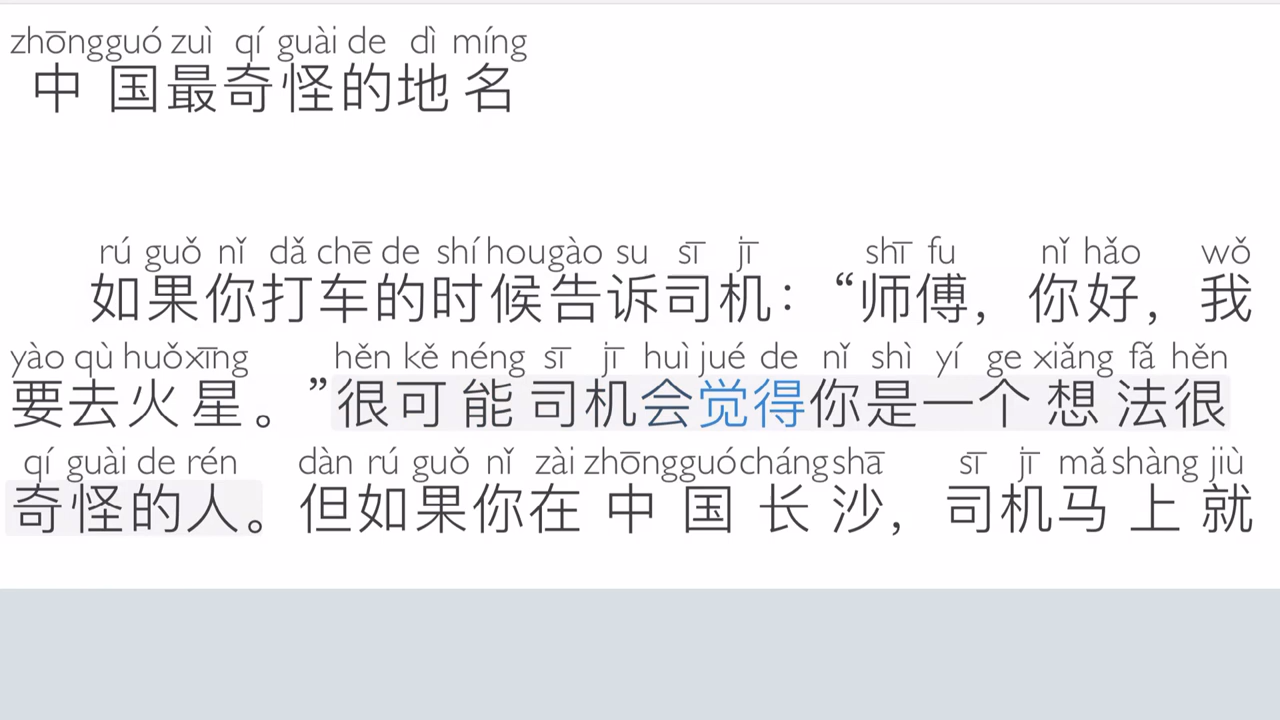 zhōngguó zuì qí guài de dì míng
中国最奇怪的地名
rú guǒ nǐ dǎ chē de shí hougào su sī jī shī fu nǐ hǎo wǒ
如果你打车的时候告诉司机：“师傅，你好，我
yào qù huǒxīng hěn kě néng sī jī huì jué de nǐ shì yí ge xiǎng fǎ hěn
要去火星。”很可能司机会觉得你是一个想法很
qí guài de rén dàn rú guǒ nǐ zài zhōngguóchángshā sī jī mǎ shàng jiù
奇怪的人。但如果你在中国长沙，司机马上就